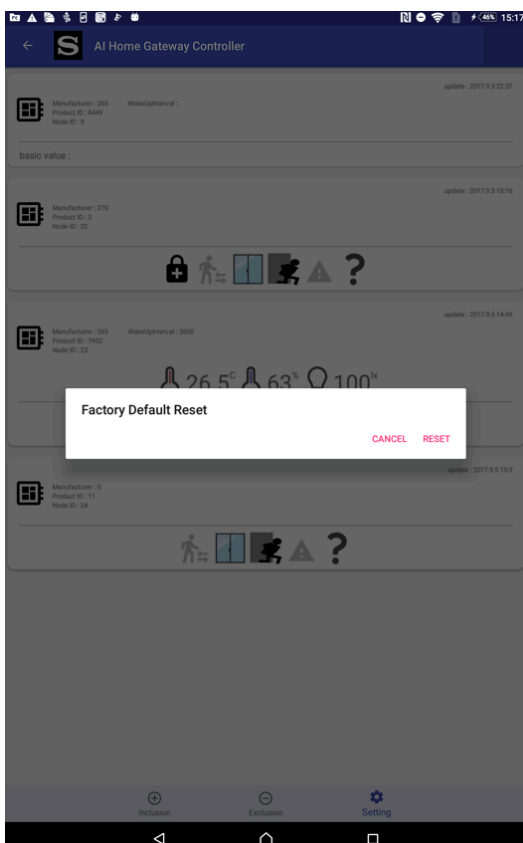 46% 15:17
S AI Home Gateway Controller
update : 2017.9.5 22:37
Manufacturer : 265 WakeUpInterval :
Product ID : 8449
Node ID : 9
basic value :
update : 2017.9.5 15:16
Manufacturer : 270
Product ID : 2
Node ID : 22
?
update : 2017.9.5 14:49
Manufacturer : 265 WakeUpInterval : 3600
Product ID : 7952
Node ID : 23
26.5°C 63% 100lx
Factory Default Reset
CANCEL RESET
update : 2017.9.5 15:9
Manufacturer : 0
Product ID : 11
Node ID : 24
?
Inclusion Exclusion Setting